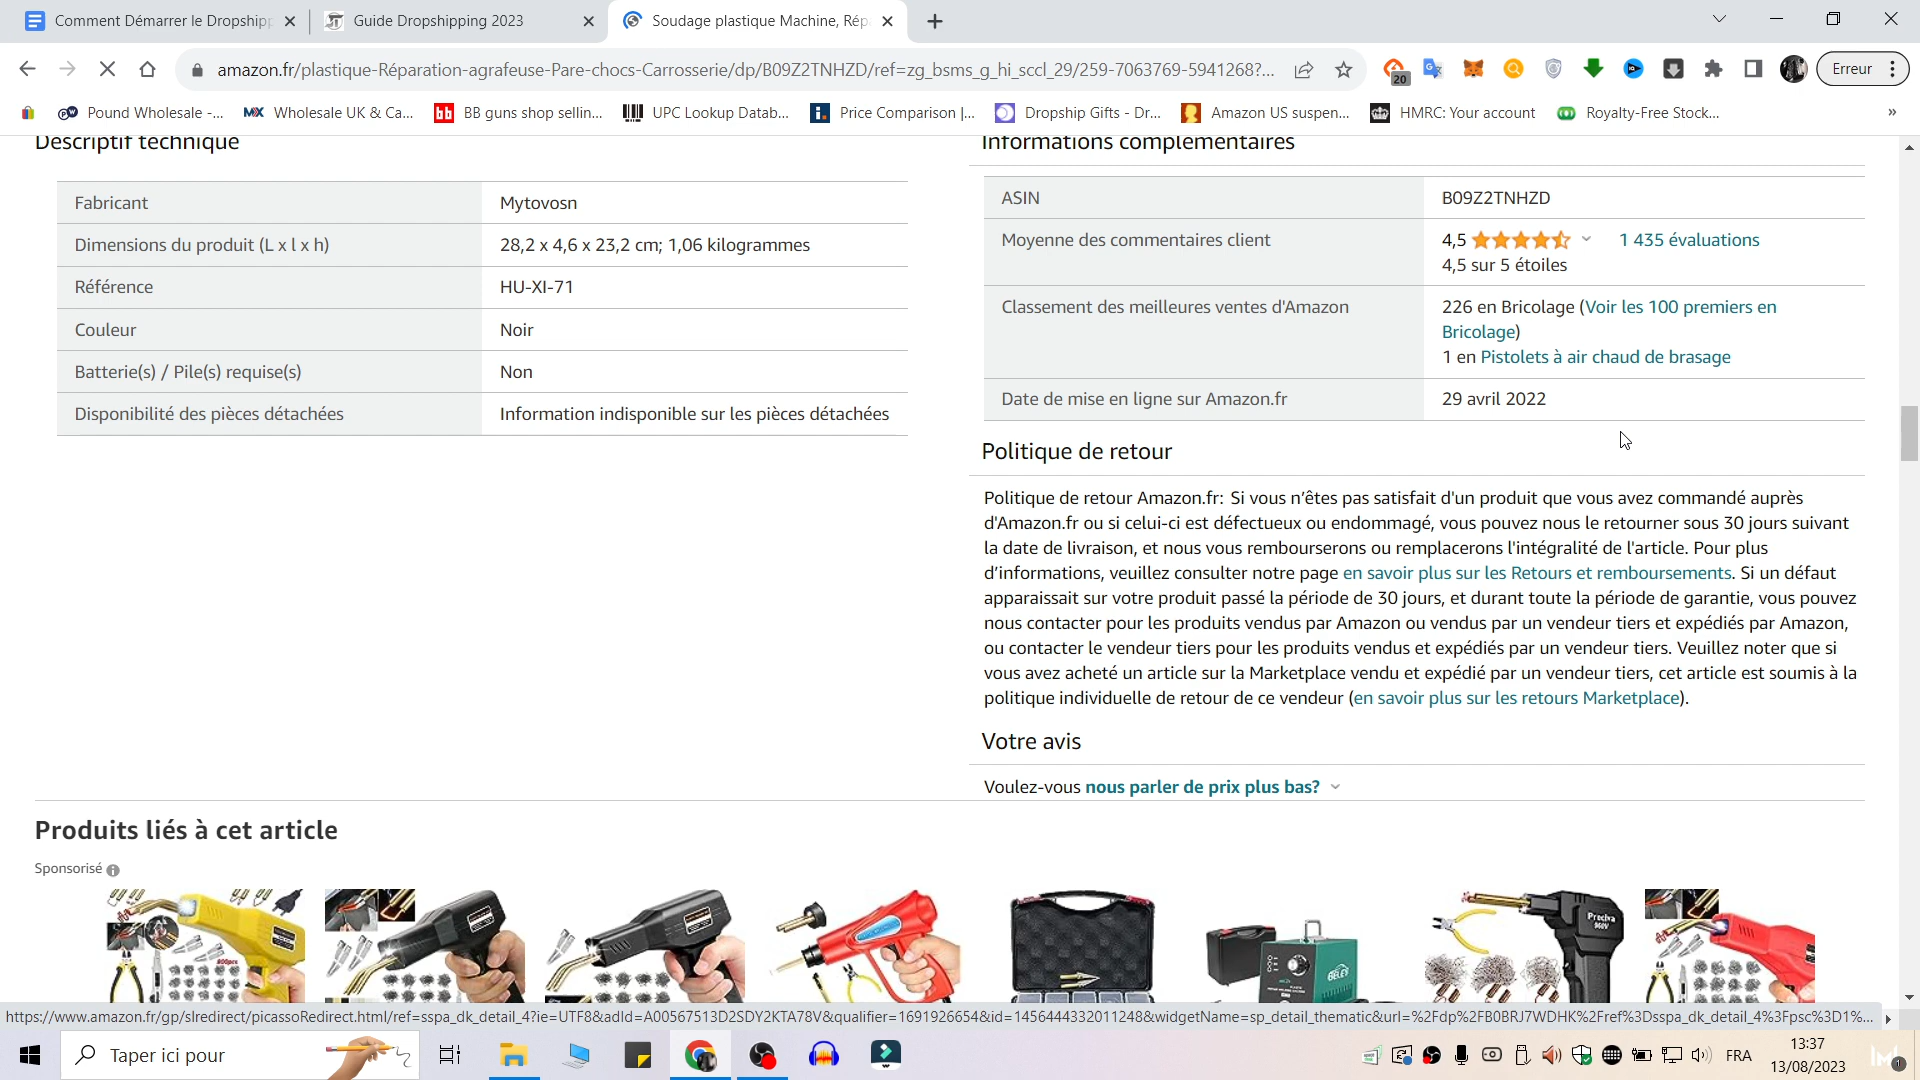 Comment Démarrer le Dropshipp
Guide Dropshipping 2023
Soudage plastique Machine, Rép
amazon.fr/plastique-Réparation-agrafeuse-Pare-chocs-Carrosserie/dp/B09Z2TNHZD/ref=zg_bsms_g_hi_sccl_29/259-7063769-5941268?...
20
Erreur
Pound Wholesale -...
Wholesale UK & Ca...
BB guns shop sellin...
UPC Lookup Datab...
Price Comparison |...
Dropship Gifts - Dr...
Amazon US suspen...
HMRC: Your account
Royalty-Free Stock...
»
Descriptif technique
Fabricant Mytovosn
Dimensions du produit (L x l x h) 28,2 x 4,6 x 23,2 cm; 1,06 kilogrammes
Référence HU-XI-71
Couleur Noir
Batterie(s) / Pile(s) requise(s) Non
Disponibilité des pièces détachées Information indisponible sur les pièces détachées
Informations complémentaires
ASIN B09Z2TNHZD
Moyenne des commentaires client 4,5 1 435 évaluations
4,5 sur 5 étoiles
Classement des meilleures ventes d'Amazon 226 en Bricolage (Voir les 100 premiers en
Bricolage)
1 en Pistolets à air chaud de brasage
Date de mise en ligne sur Amazon.fr 29 avril 2022
Politique de retour
Politique de retour Amazon.fr: Si vous n’êtes pas satisfait d'un produit que vous avez commandé auprès
d'Amazon.fr ou si celui-ci est défectueux ou endommagé, vous pouvez nous le retourner sous 30 jours suivant
la date de livraison, et nous vous rembourserons ou remplacerons l'intégralité de l'article. Pour plus
d’informations, veuillez consulter notre page en savoir plus sur les Retours et remboursements. Si un défaut
apparaissait sur votre produit passé la période de 30 jours, et durant toute la période de garantie, vous pouvez
nous contacter pour les produits vendus par Amazon ou vendus par un vendeur tiers et expédiés par Amazon,
ou contacter le vendeur tiers pour les produits vendus et expédiés par un vendeur tiers. Veuillez noter que si
vous avez acheté un article sur la Marketplace vendu et expédié par un vendeur tiers, cet article est soumis à la
politique individuelle de retour de ce vendeur (en savoir plus sur les retours Marketplace).
Votre avis
Voulez-vous nous parler de prix plus bas?
Produits liés à cet article
Sponsorisé
Preciva
https://www.amazon.fr/gp/slredirect/picassoRedirect.html/ref=sspa_dk_detail_4?ie=UTF8&adId=A00567513D2SDY2KTA78V&qualifier=1691926654&id=1456444332011248&widgetName=sp_detail_thematic&url=%2Fdp%2FB0BRJ7WDHK%2Fref%3Dsspa_dk_detail_4%3Fpsc%3D1%...
Taper ici pour
FRA
13:37
13/08/2023
1